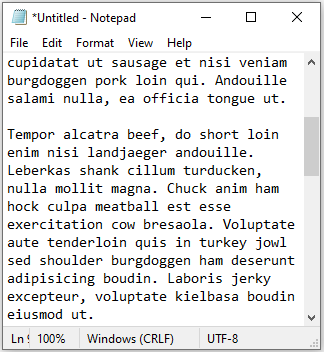 *Untitled - Notepad
File Edit Format View Help
cupidatat ut sausage et nisi veniam
burgdoggen pork loin qui. Andouille
salami nulla, ea officia tongue ut.
Tempor alcatra beef, do short loin
enim nisi landjaeger andouille.
Leberkas shank cillum turducken,
nulla mollit magna. Chuck anim ham
hock culpa meatball est esse
exercitation cow bresaola. Voluptate
aute tenderloin quis in turkey jowl
sed shoulder burgdoggen ham deserunt
adipisicing boudin. Laboris jerky
excepteur, voluptate kielbasa boudin
eiusmod ut.
Ln 100% Windows (CRLF) UTF-8